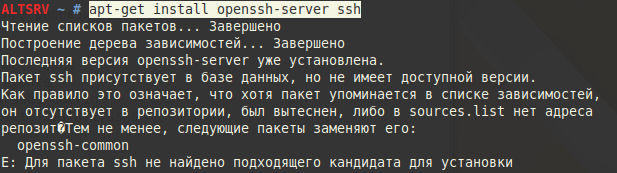 ALTSRV ~ # apt-get install openssh-server ssh
Чтение списков пакетов... Завершено
Построение дерева зависимостей... Завершено
Последняя версия openssh-server уже установлена.
Пакет ssh присутствует в базе данных, но не имеет доступной версии.
Как правило это означает, что хотя пакет упоминается в списке зависимостей,
он отсутствует в репозитории, был вытеснен, либо в sources.list нет адреса
репозит�Тем не менее, следующие пакеты заменяют его:
openssh-common
E: Для пакета ssh не найдено подходящего кандидата для установки